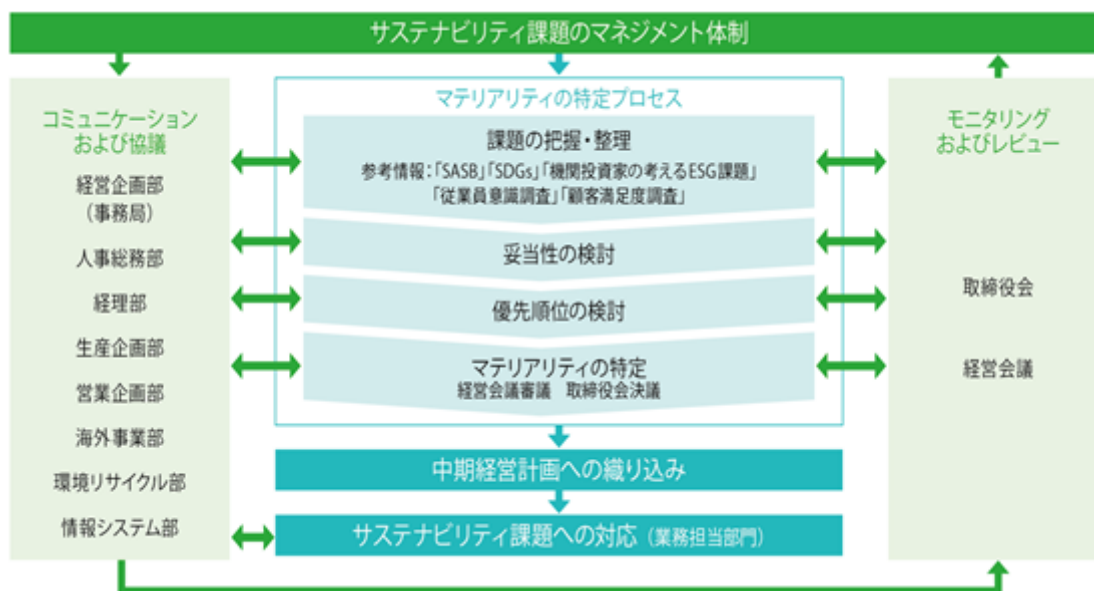 サステナビリティ課題のマネジメント体制
コミュニケーション
および協議
経営企画部
(事務局)
人事総務部
経理部
生産企画部
営業企画部
海外事業部
環境リサイクル部
情報システム部
マテリアリティの特定プロセス
課題の把握・整理
参考情報:「SASB」「SDGs」「機関投資家の考えるESG課題」
「従業員意識調査」「顧客満足度調査」
妥当性の検討
優先順位の検討
マテリアリティの特定
経営会議審議 取締役会決議
中期経営計画への織り込み
サステナビリティ課題への対応(業務担当部門)
モニタリング
およびレビュー
取締役会
経営会議